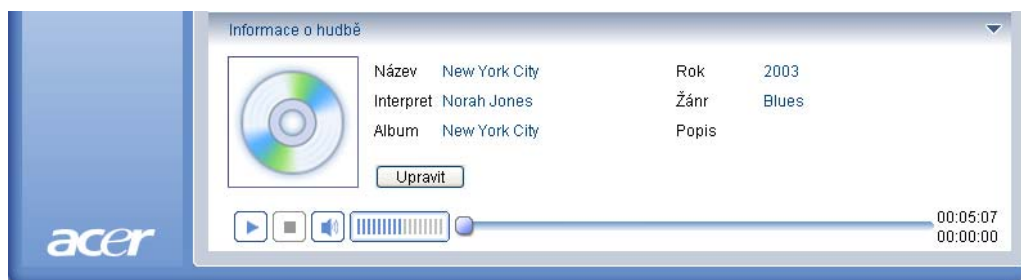 Informace o hudbě
Název New York City Rok 2003
Interpret Norah Jones Žánr Blues
Album New York City Popis
Upravit
00:05:07
00:00:00
acer